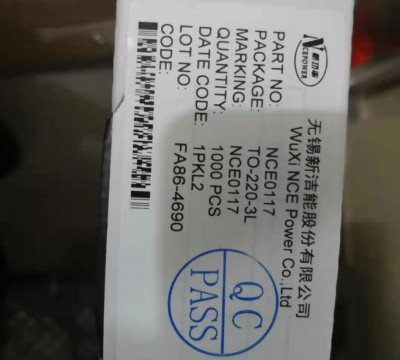 NCEPOWER
无锡新洁能股份有限公司
WuXi NCE Power Co.,Ltd
PART NO: NCE0117
PACKAGE: TO-220-3L
MARKING: NCE0117
QUANTITY: 1000 PCS
DATE CODE: 1PKL2
LOT NO: FA86-4690
CODE:
QC
PASS